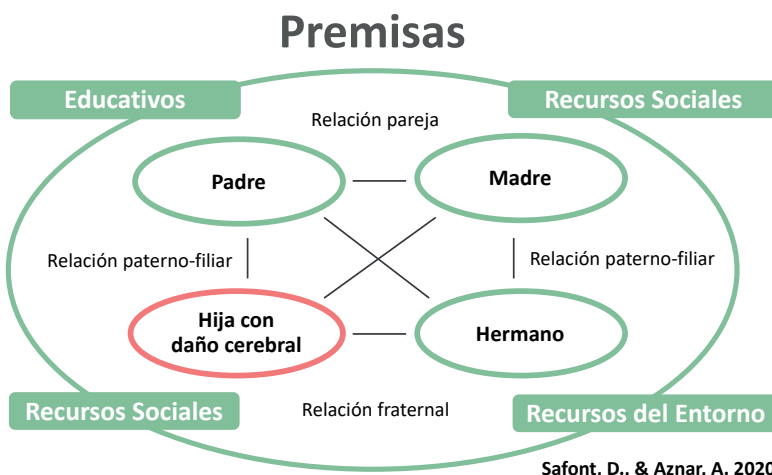 Premisas
Educativos
Recursos Sociales
Relación pareja
Padre
Madre
Relación paterno-filiar
Relación paterno-filiar
Hija con
daño cerebral
Hermano
Recursos Sociales
Relación fraternal
Recursos del Entorno
Safont, D., & Aznar, A. 2020